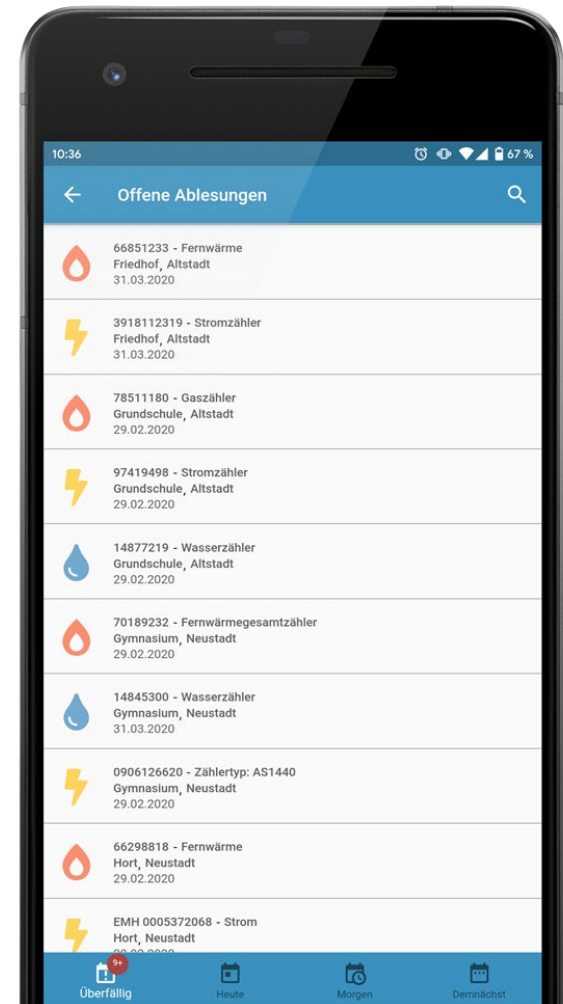 10:36
67 %
Offene Ablesungen
66851233 - Fernwärme
Friedhof, Altstadt
31.03.2020
3918112319 - Stromzähler
Friedhof, Altstadt
31.03.2020
78511180 - Gaszähler
Grundschule, Altstadt
29.02.2020
97419498 - Stromzähler
Grundschule, Altstadt
29.02.2020
14877219 - Wasserzähler
Grundschule, Altstadt
29.02.2020
70189232 - Fernwärmegesamtzähler
Gymnasium, Neustadt
29.02.2020
14845300 - Wasserzähler
Gymnasium, Neustadt
31.03.2020
0906126620 - Zählertyp: AS1440
Gymnasium, Neustadt
29.02.2020
66298818 - Fernwärme
Hort, Neustadt
29.02.2020
EMH 0005372068 - Strom
Hort, Neustadt
9+
Überfällig
Heute
Morgen
Demnächst